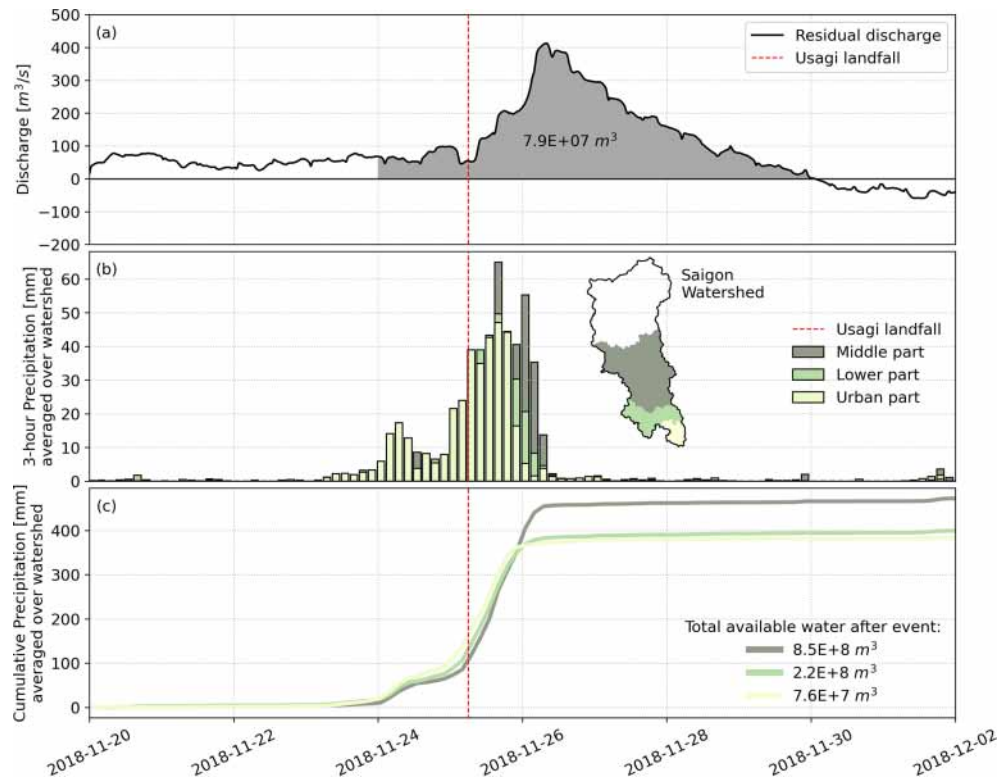 (a)
500
400
300
200
100
0
−100
−200
Discharge [m³/s]
Residual discharge
Usagi landfall
7.9E+07 m³
(b)
60
50
40
30
20
10
0
3-hour Precipitation [mm]
averaged over watershed
Saigon
Watershed
Usagi landfall
Middle part
Lower part
Urban part
(c)
400
300
200
100
0
Cumulative Precipitation [mm]
averaged over watershed
Total available water after event:
8.5E+8 m³
2.2E+8 m³
7.6E+7 m³
2018-11-20
2018-11-22
2018-11-24
2018-11-26
2018-11-28
2018-11-30
2018-12-02